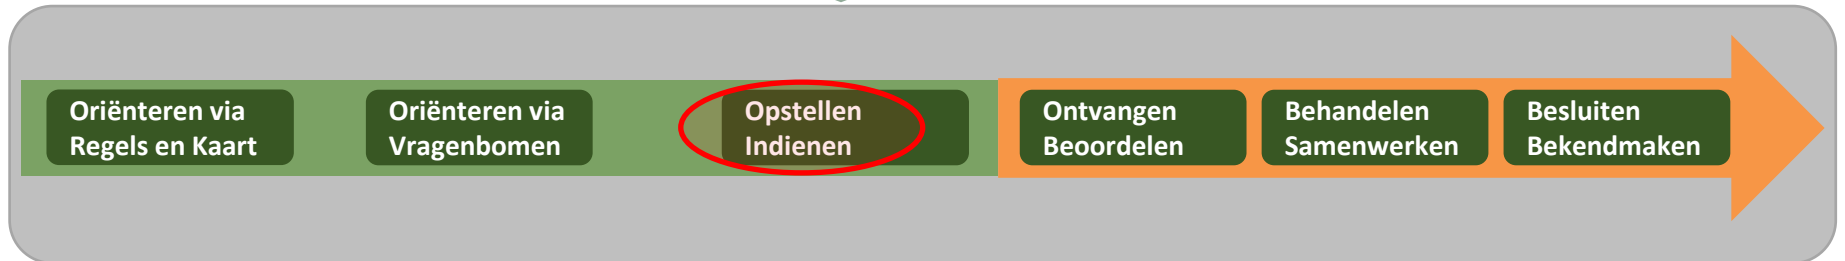 Oriënteren via
Regels en Kaart
Oriënteren via
Vragenbomen
Opstellen
Indienen
Ontvangen
Beoordelen
Behandelen
Samenwerken
Besluiten
Bekendmaken